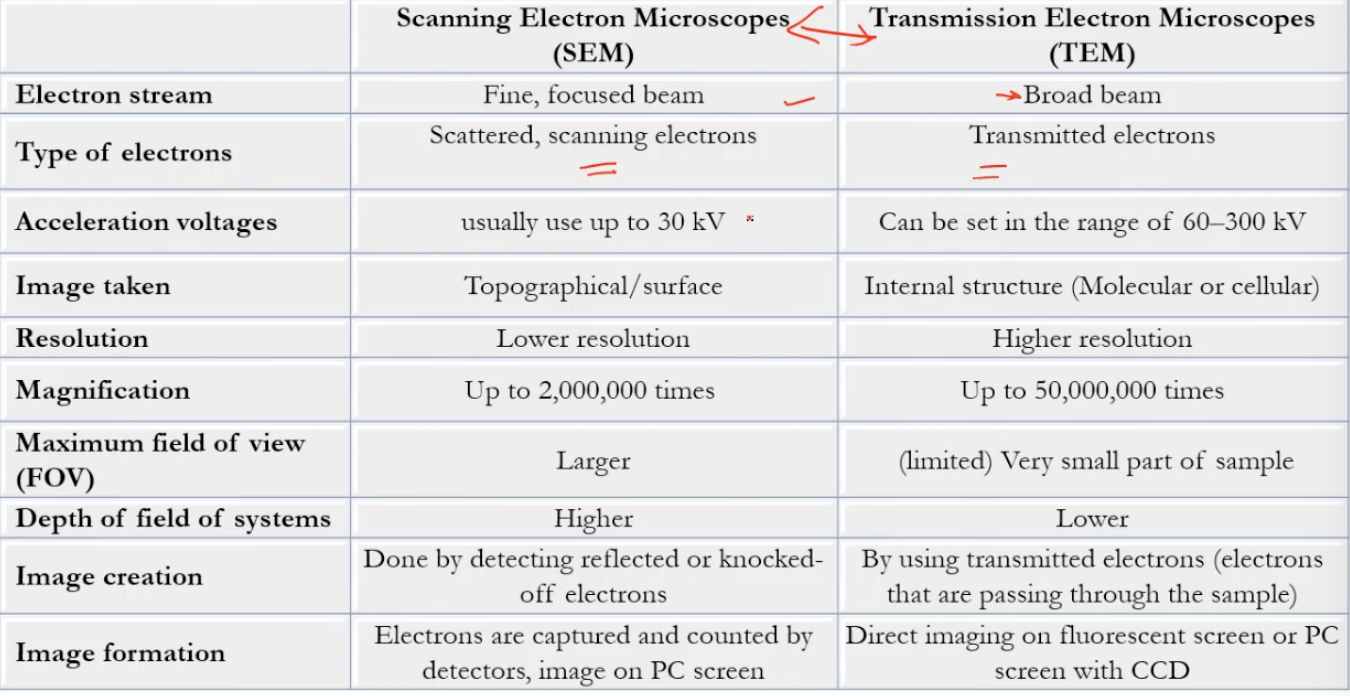 Scanning Electron Microscopes
(SEM)
Transmission Electron Microscopes
(TEM)
Electron stream
Fine, focused beam
Broad beam
Type of electrons
Scattered, scanning electrons
Transmitted electrons
Acceleration voltages
usually use up to 30 kV
Can be set in the range of 60–300 kV
Image taken
Topographical/surface
Internal structure (Molecular or cellular)
Resolution
Lower resolution
Higher resolution
Magnification
Up to 2,000,000 times
Up to 50,000,000 times
Maximum field of view
(FOV)
Larger
(limited) Very small part of sample
Depth of field of systems
Higher
Lower
Image creation
Done by detecting reflected or knocked-
off electrons
By using transmitted electrons (electrons
that are passing through the sample)
Image formation
Electrons are captured and counted by
detectors, image on PC screen
Direct imaging on fluorescent screen or PC
screen with CCD